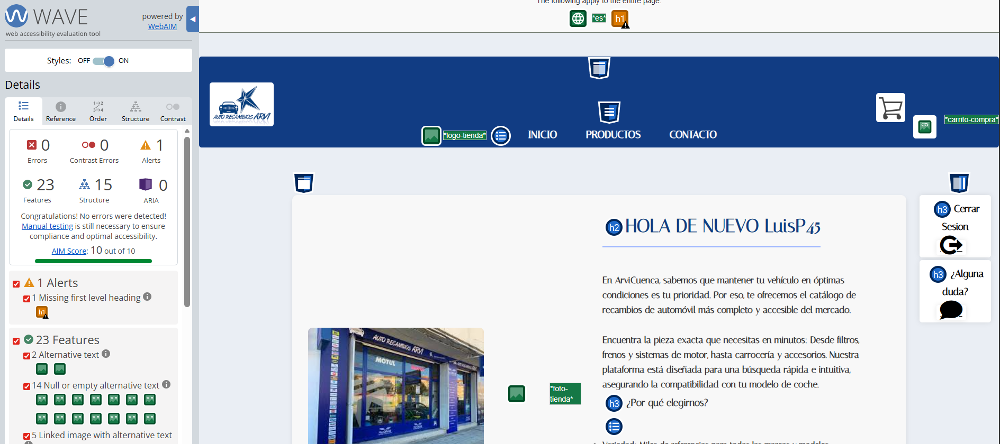 WAVE
powered by
WebAIM
web accessibility evaluation tool
Styles: OFF ON
Details
Details Reference Order Structure Contrast
0 Errors
0 Contrast Errors
1 Alerts
23 Features
15 Structure
0 ARIA
Congratulations! No errors were detected!
Manual testing is still necessary to ensure
compliance and optimal accessibility.
AIM Score: 10 out of 10
1 Alerts
1 Missing first level heading
h1
23 Features
2 Alternative text
14 Null or empty alternative text
5 Linked image with alternative text
The following apply to the entire page:
*es*
h1
AUTO RECAMBIOS ARVI
*logo-tienda*
INICIO
PRODUCTOS
CONTACTO
*carrito-compra*
h2 HOLA DE NUEVO LuisP45
En ArviCuenca, sabemos que mantener tu vehículo en óptimas
condiciones es tu prioridad. Por eso, te ofrecemos el catálogo de
recambios de automóvil más completo y accesible del mercado.
Encuentra la pieza exacta que necesitas en minutos: Desde filtros,
frenos y sistemas de motor, hasta carrocería y accesorios. Nuestra
plataforma está diseñada para una búsqueda rápida e intuitiva,
asegurando la compatibilidad con tu modelo de coche.
h3 ¿Por qué elegirnos?
Variedad: Miles de referencias para todas las marcas y modelos
AUTO RECAMBIOS ARVI
MOTUL
*foto-
tienda*
h3 Cerrar
Sesion
h3 ¿Alguna
duda?